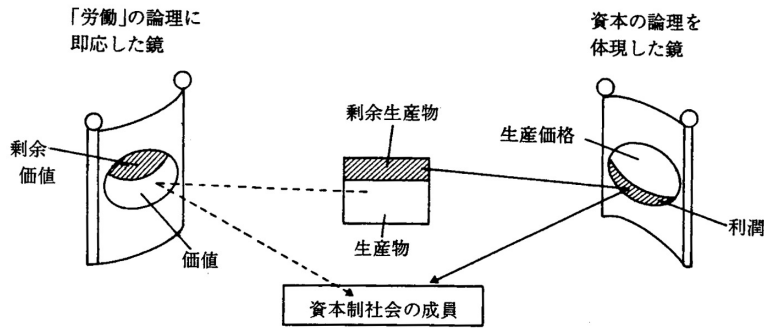 「労働」の論理に
即応した鏡
資本の論理を
体現した鏡
剰余生産物
生産価格
剰余
価値
利潤
生産物
価値
資本制社会の成員